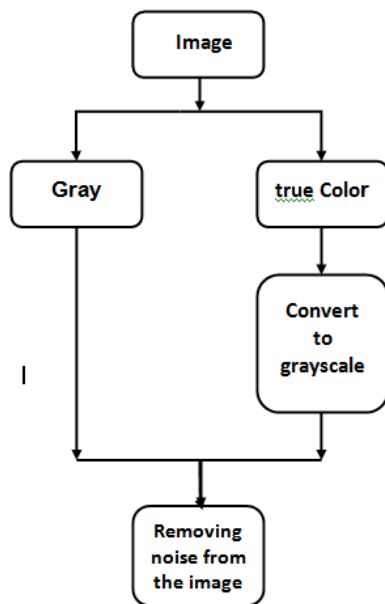 Image
Gray
true Color
Convert
to
grayscale
Removing
noise from
the image